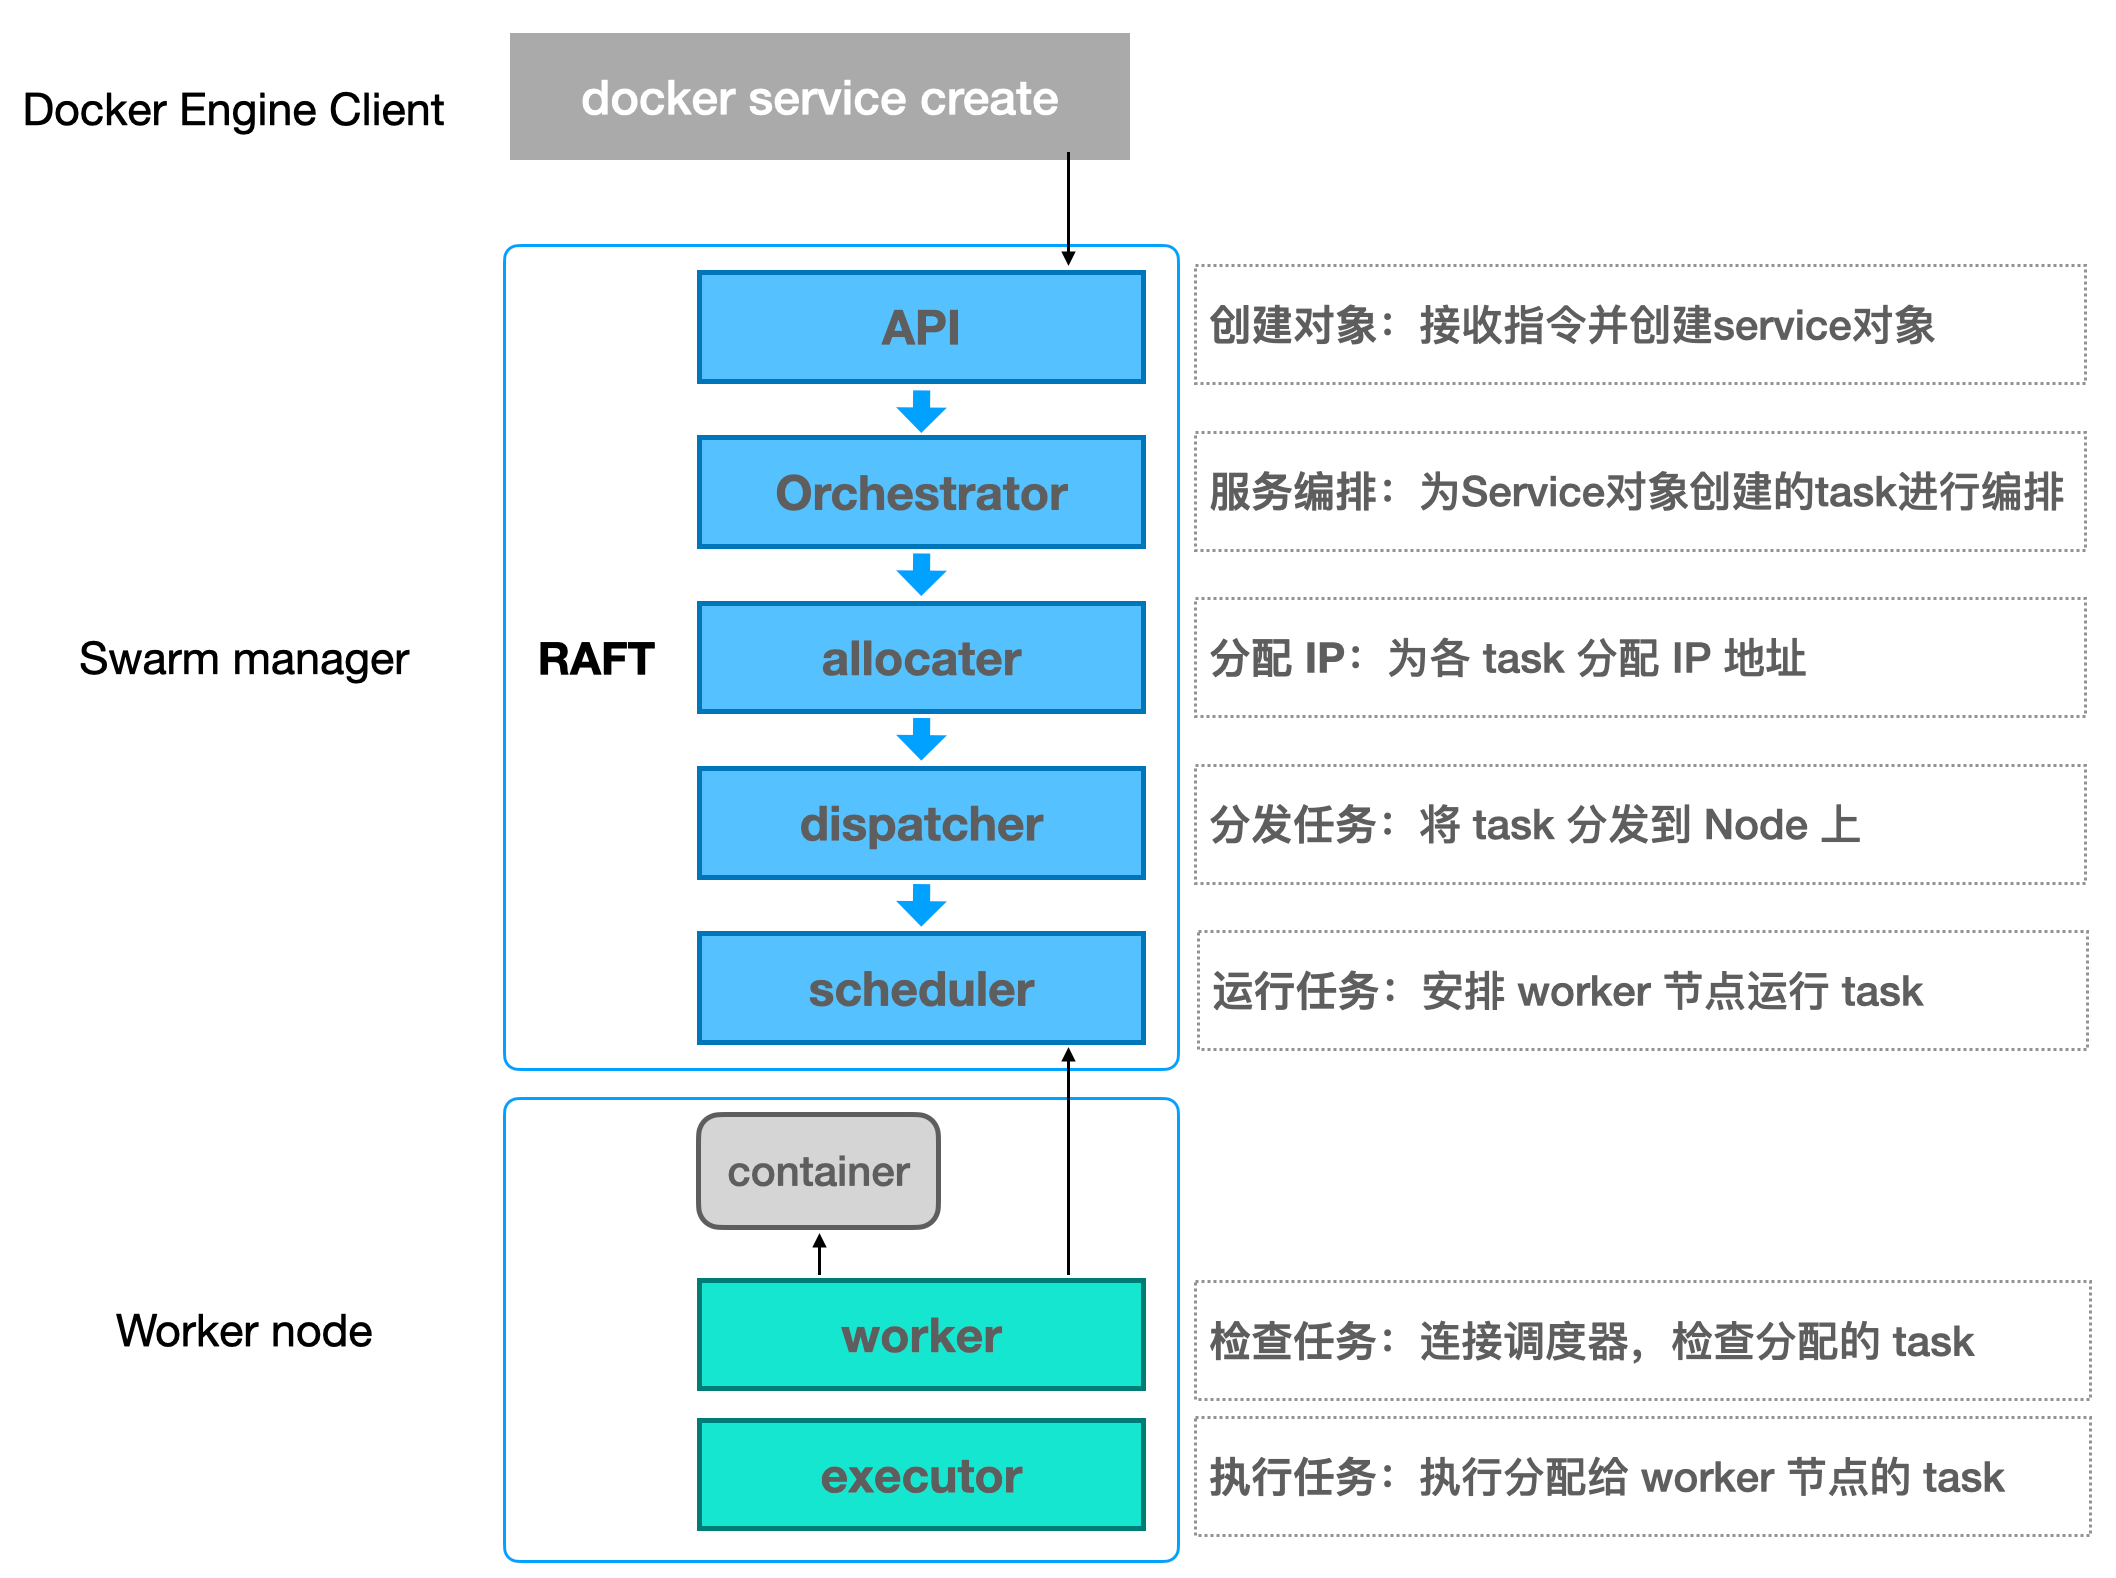 Docker Engine Client
docker service create
API
创建对象：接收指令并创建service对象
Orchestrator
服务编排：为Service对象创建的task进行编排
Swarm manager
RAFT
allocater
分配 IP：为各 task 分配 IP 地址
dispatcher
分发任务：将 task 分发到 Node 上
scheduler
运行任务：安排 worker 节点运行 task
container
Worker node
worker
检查任务：连接调度器，检查分配的 task
executor
执行任务：执行分配给 worker 节点的 task